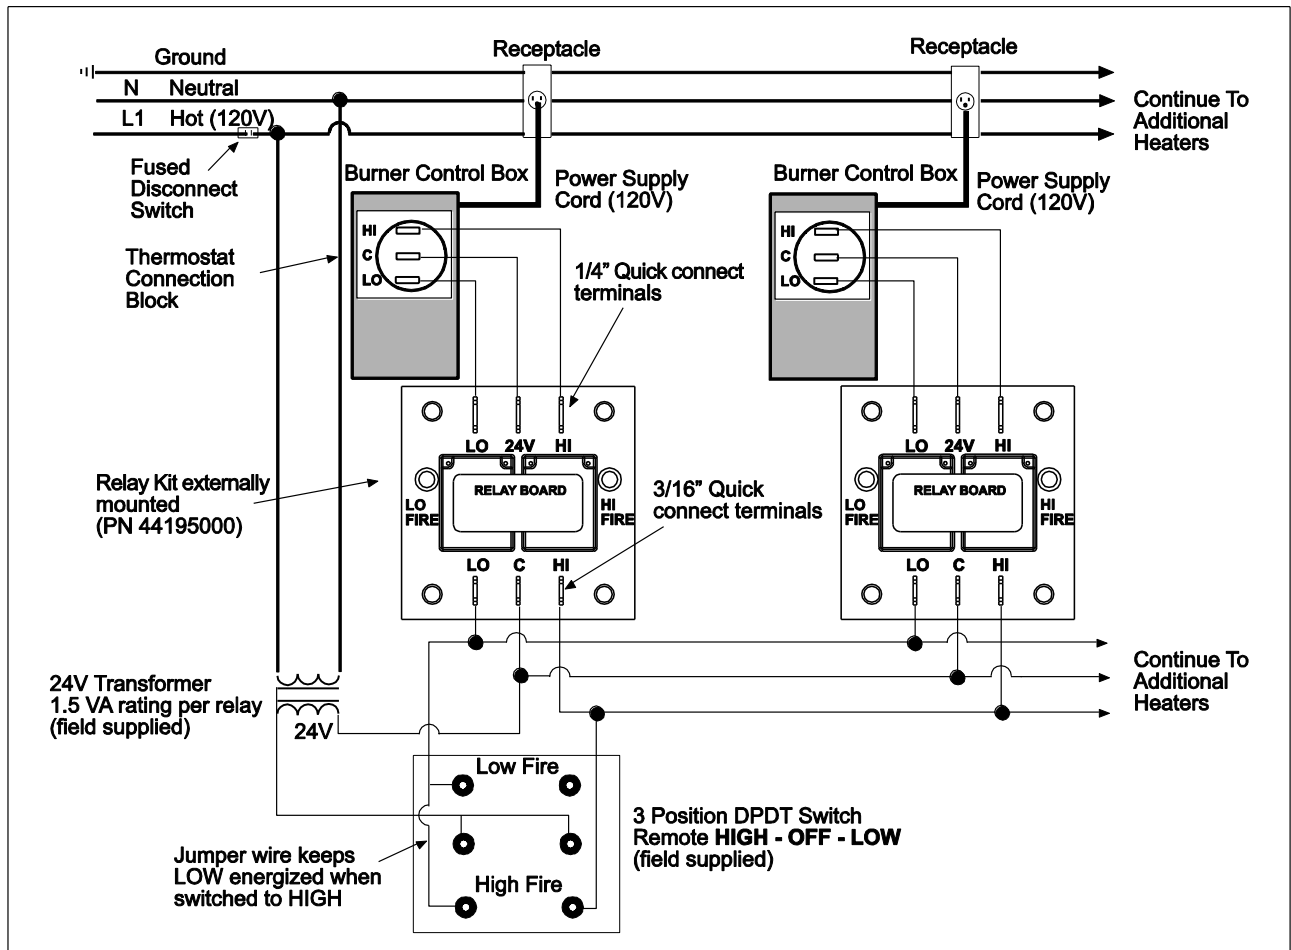 Ground
Receptacle
Receptacle
N Neutral
L1 Hot (120V)
Continue To
Additional
Heaters
Fused
Disconnect
Switch
Burner Control Box
Power Supply
Cord (120V)
Burner Control Box
Power Supply
Cord (120V)
HI
C
LO
HI
C
LO
Thermostat
Connection
Block
1/4” Quick connect
terminals
LO 24V HI
LO 24V HI
Relay Kit externally
mounted
(PN 44195000)
RELAY BOARD
LO
FIRE
HI
FIRE
3/16” Quick
connect terminals
RELAY BOARD
LO
FIRE
HI
FIRE
LO C HI
LO C HI
24V Transformer
1.5 VA rating per relay
(field supplied)
24V
Continue To
Additional
Heaters
Low Fire
3 Position DPDT Switch
Remote HIGH - OFF - LOW
(field supplied)
Jumper wire keeps
LOW energized when
switched to HIGH
High Fire